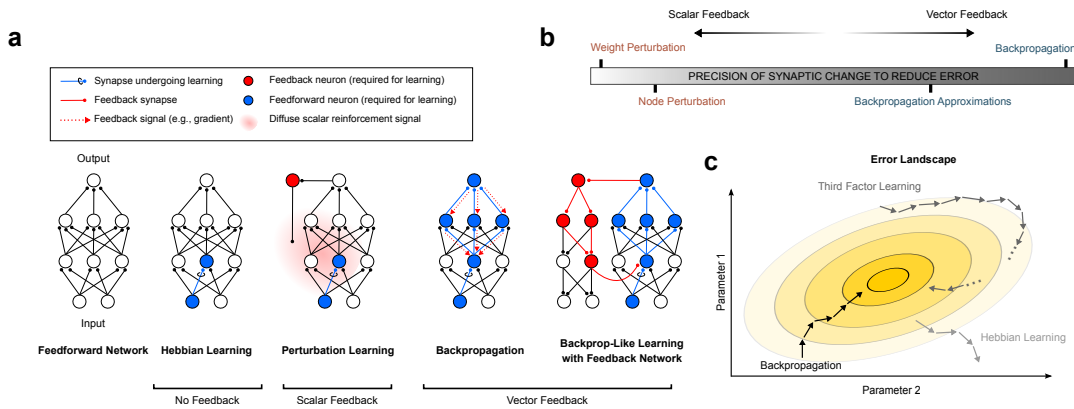 a
Synapse undergoing learning
Feedback synapse
Feedback signal (e.g., gradient)
Feedback neuron (required for learning)
Feedforward neuron (required for learning)
Diffuse scalar reinforcement signal
Output
Input
Feedforward Network
Hebbian Learning
Perturbation Learning
Backpropagation
Backprop-Like Learning
with Feedback Network
No Feedback
Scalar Feedback
Vector Feedback
b
Scalar Feedback
Vector Feedback
Weight Perturbation
Backpropagation
PRECISION OF SYNAPTIC CHANGE TO REDUCE ERROR
Node Perturbation
Backpropagation Approximations
c
Error Landscape
Third Factor Learning
Parameter 1
Hebbian Learning
Backpropagation
Parameter 2